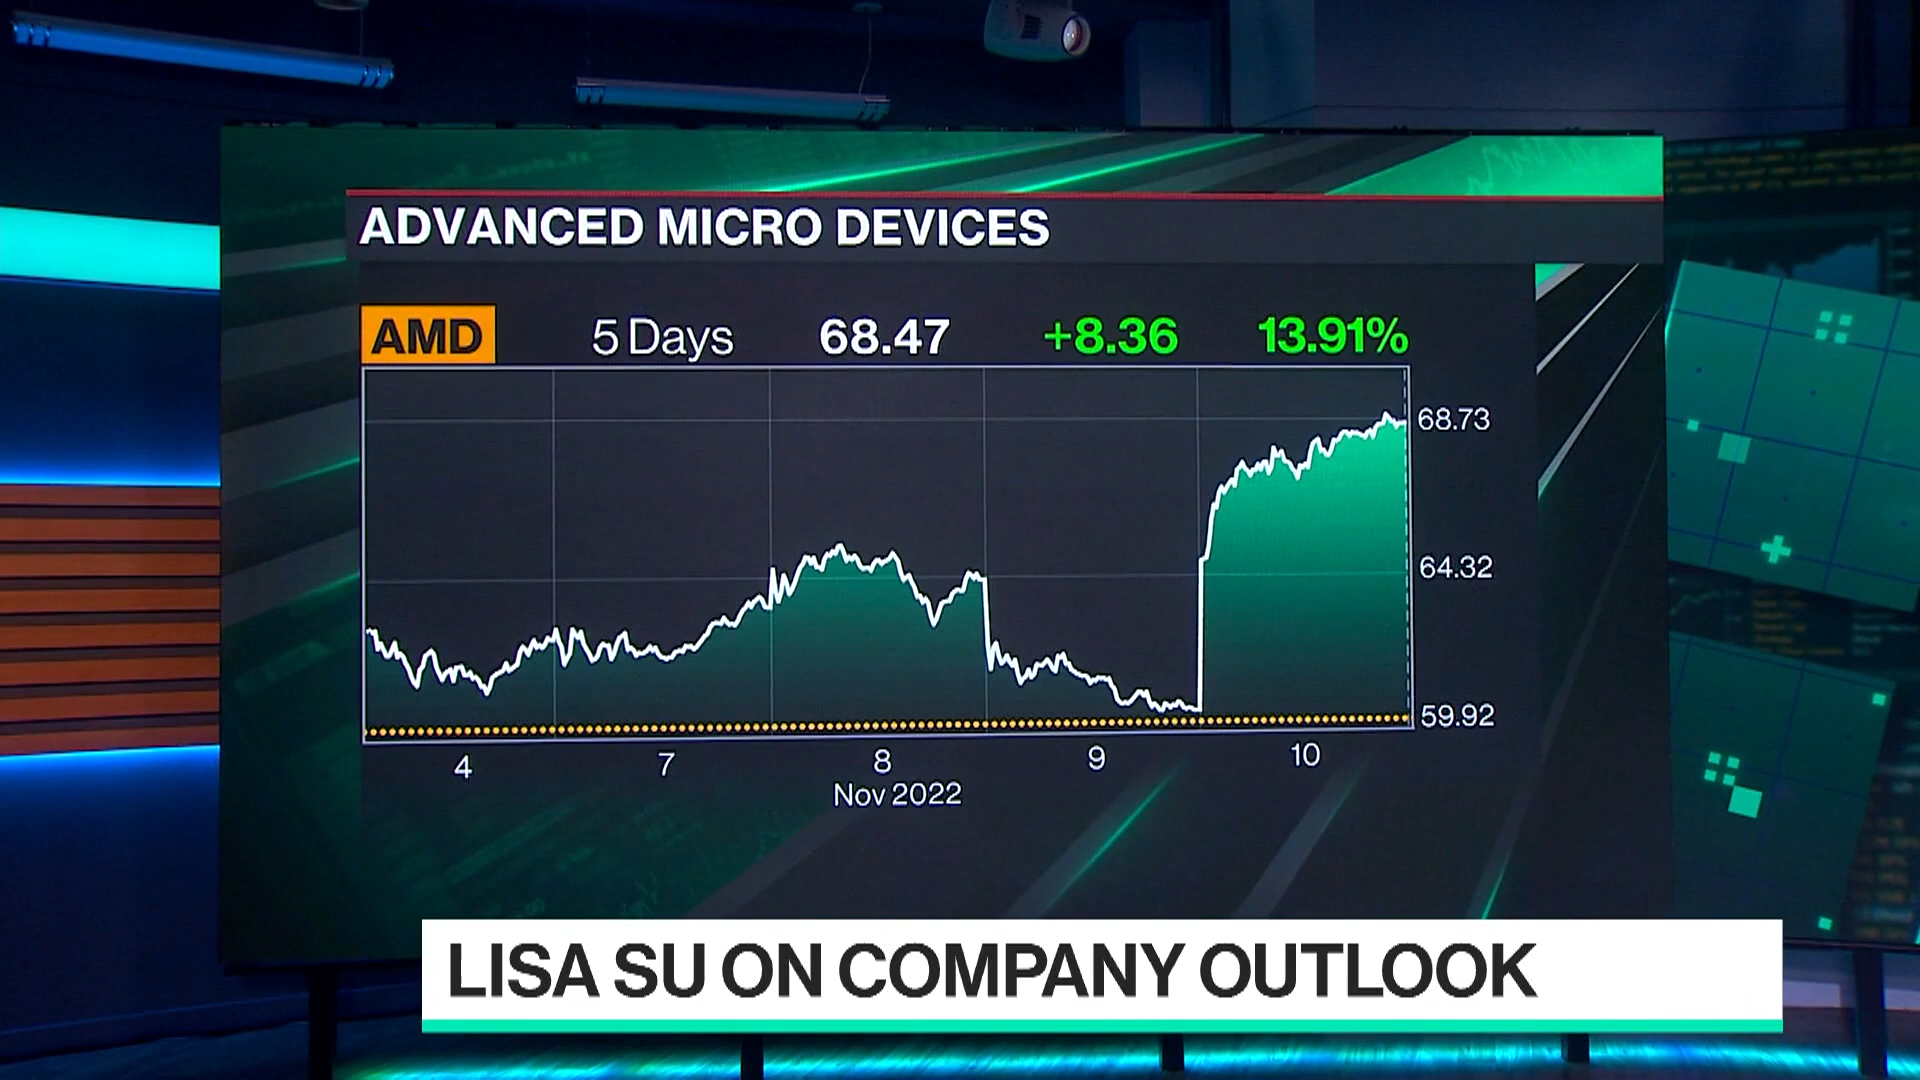 ADVANCED MICRO DEVICES
AMD 5 Days 68.47 +8.36 13.91%
68.73
64.32
59.92
4 7 8 9 10
Nov 2022
LISA SU ON COMPANY OUTLOOK